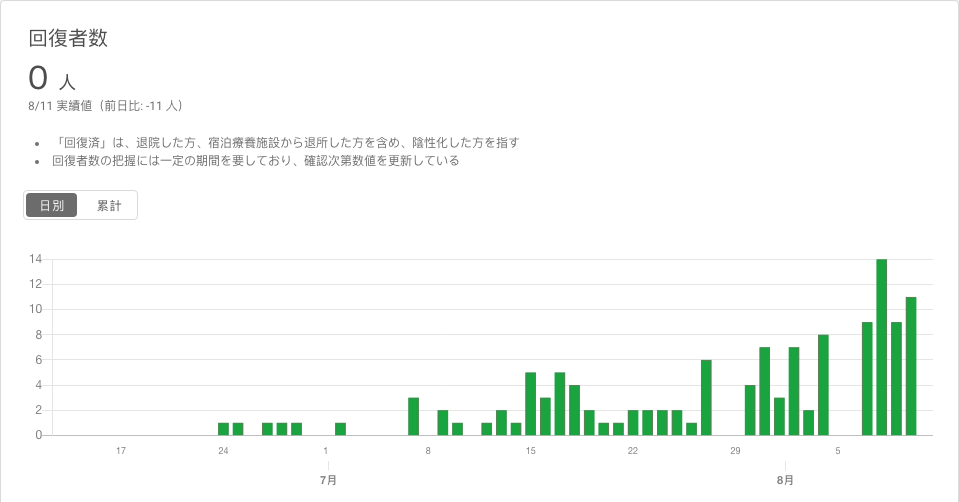 回復者数
0 人
8/11 実績値（前日比: -11 人）
• 「回復済」は、退院した方、宿泊療養施設から退所した方を含め、陰性化した方を指す
• 回復者数の把握には一定の期間を要しており、確認次第数値を更新している
日別 累計
14
12
10
8
6
4
2
0
17 24 1 8 15 22 29 5
7月 8月